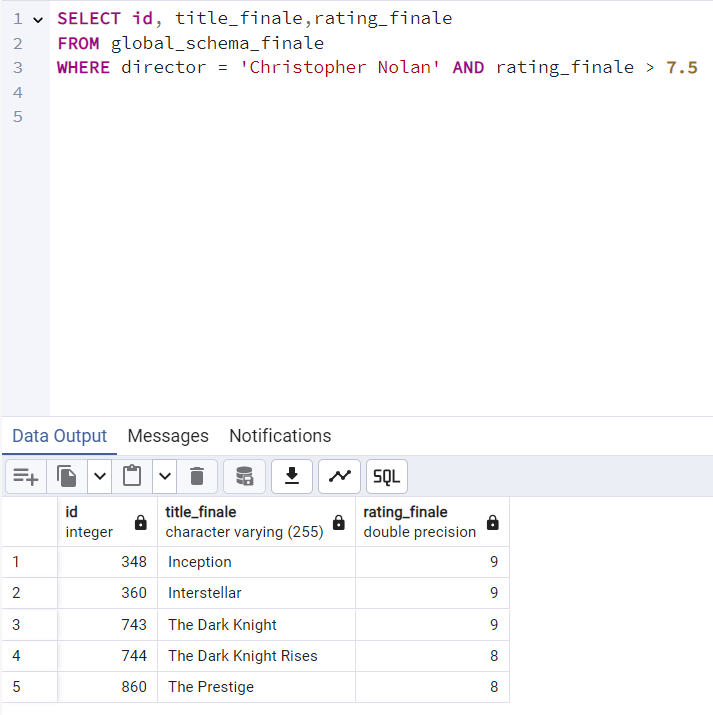 1 SELECT id, title_finale,rating_finale
2 FROM global_schema_finale
3 WHERE director = 'Christopher Nolan' AND rating_finale > 7.5
4
5
Data Output Messages Notifications
SQL
id title_finale rating_finale
integer character varying (255) double precision
1 348 Inception 9
2 360 Interstellar 9
3 743 The Dark Knight 9
4 744 The Dark Knight Rises 8
5 860 The Prestige 8